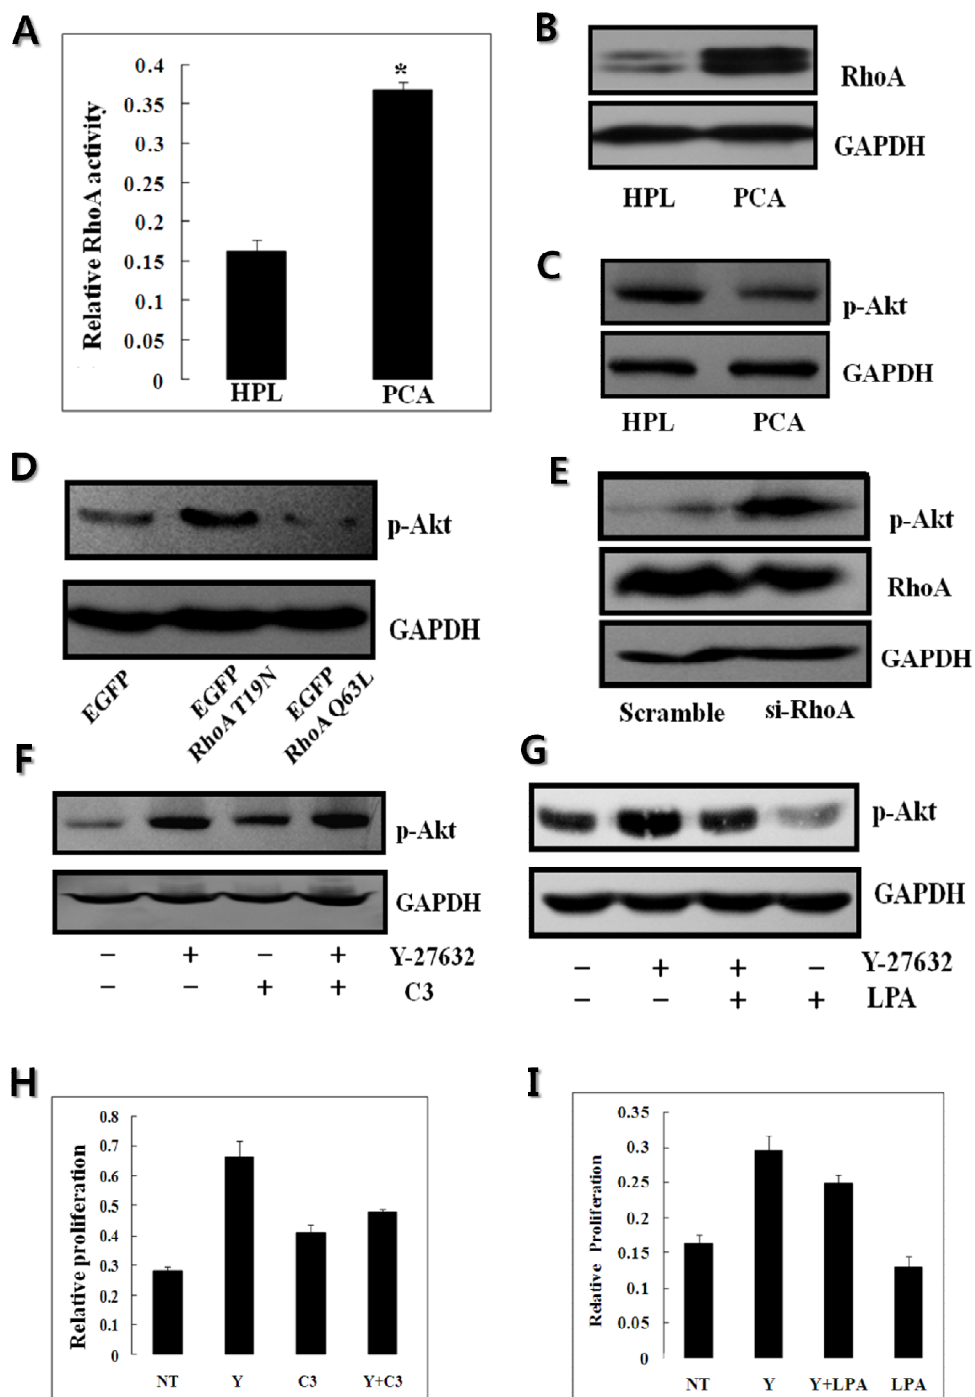 A
Relative RhoA activity
0.4
0.35
0.3
0.25
0.2
0.15
0.1
0.05
0
*
HPL PCA
B
RhoA
GAPDH
HPL PCA
C
p-Akt
GAPDH
HPL PCA
D
p-Akt
GAPDH
EGFP
EGFP
RhoA T19N
EGFP
RhoA Q63L
E
p-Akt
RhoA
GAPDH
Scramble si-RhoA
F
p-Akt
GAPDH
− + − + Y-27632
− − + + C3
G
p-Akt
GAPDH
− + + − Y-27632
− − + + LPA
H
Relative proliferation
0.8
0.7
0.6
0.5
0.4
0.3
0.2
0.1
0
NT Y C3 Y+C3
I
Relative Proliferation
0.35
0.3
0.25
0.2
0.15
0.1
0.05
0
NT Y Y+LPA LPA